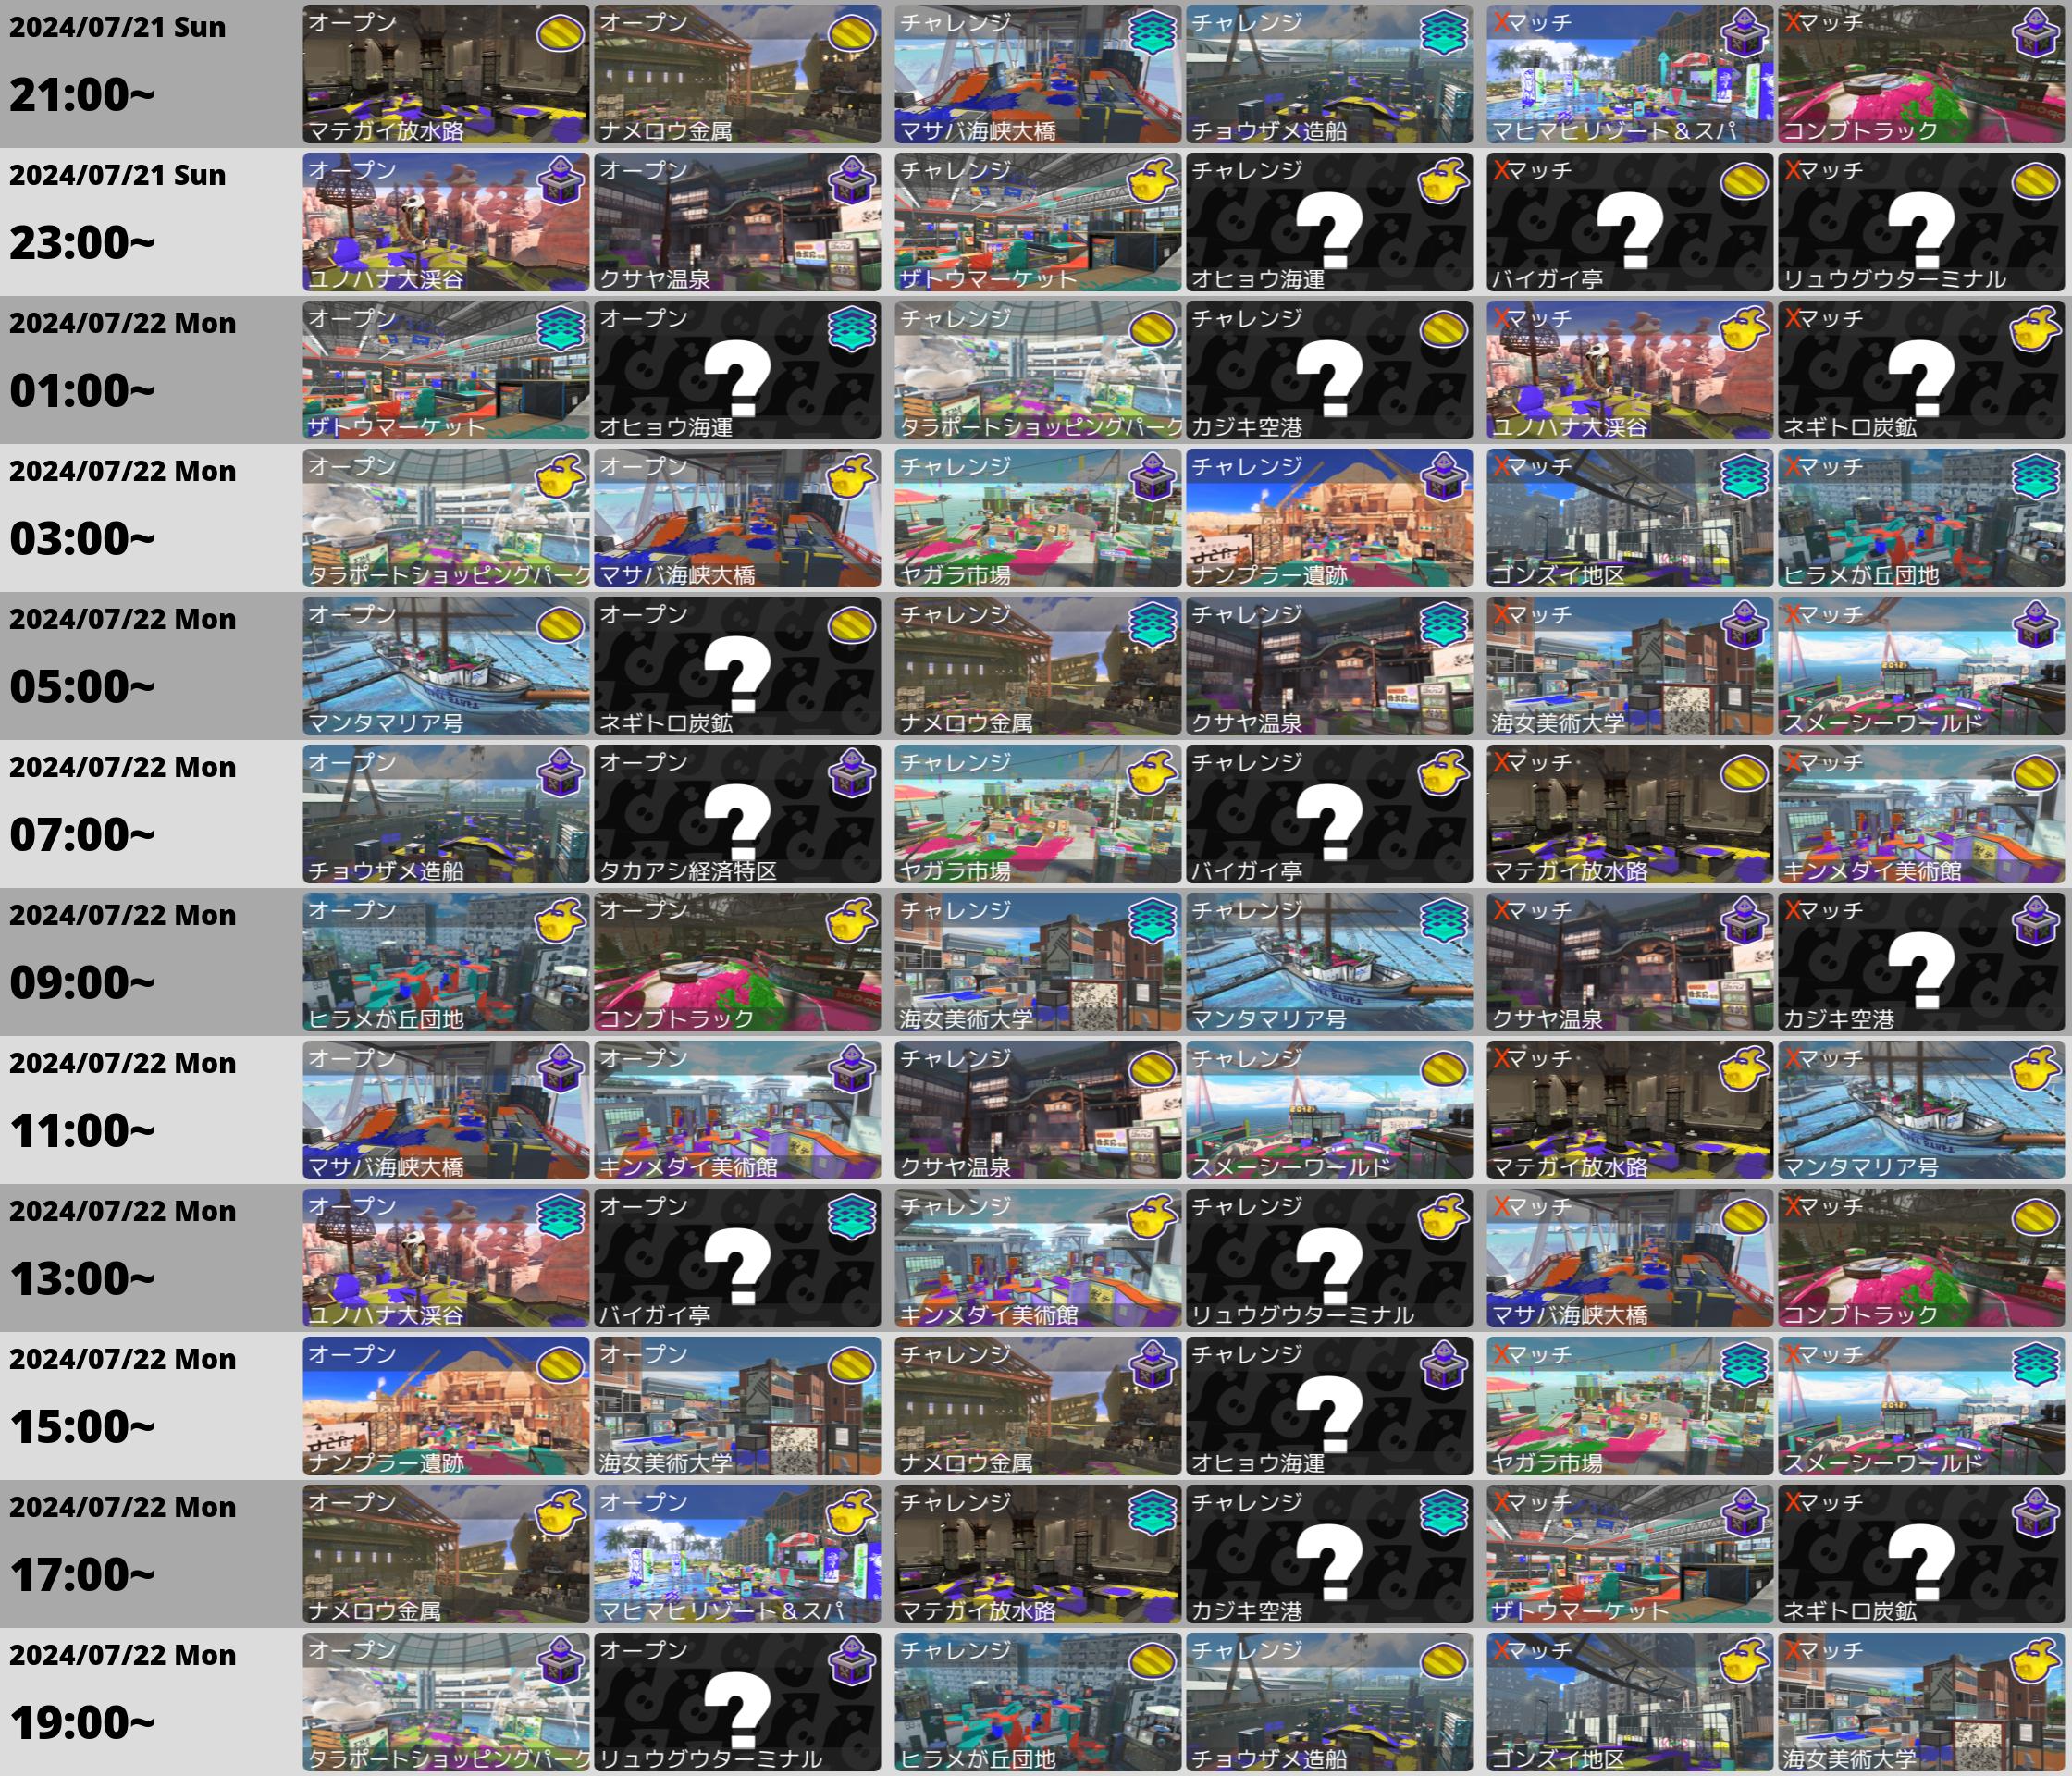 2024/07/21 Sun
21:00~
オープン
マテガイ放水路
オープン
ナメロウ金属
チャレンジ
マサバ海峡大橋
チャレンジ
チョウザメ造船
Xマッチ
マヒマヒリゾート＆スパ
Xマッチ
コンブトラック
2024/07/21 Sun
23:00~
オープン
ユノハナ大渓谷
オープン
クサヤ温泉
チャレンジ
ザトウマーケット
チャレンジ
?
オヒョウ海運
Xマッチ
?
バイガイ亭
Xマッチ
?
リュウグウターミナル
2024/07/22 Mon
01:00~
オープン
ザトウマーケット
オープン
?
オヒョウ海運
チャレンジ
タラポートショッピングパーク
チャレンジ
?
カジキ空港
Xマッチ
ユノハナ大渓谷
Xマッチ
?
ネギトロ炭鉱
2024/07/22 Mon
03:00~
オープン
タラポートショッピングパーク
オープン
マサバ海峡大橋
チャレンジ
ヤガラ市場
チャレンジ
ナンプラー遺跡
Xマッチ
ゴンズイ地区
Xマッチ
ヒラメが丘団地
2024/07/22 Mon
05:00~
オープン
マンタマリア号
オープン
?
ネギトロ炭鉱
チャレンジ
ナメロウ金属
チャレンジ
クサヤ温泉
Xマッチ
海女美術大学
Xマッチ
スメーシーワールド
2024/07/22 Mon
07:00~
オープン
チョウザメ造船
オープン
?
タカアシ経済特区
チャレンジ
ヤガラ市場
チャレンジ
?
バイガイ亭
Xマッチ
マテガイ放水路
Xマッチ
キンメダイ美術館
2024/07/22 Mon
09:00~
オープン
ヒラメが丘団地
オープン
コンブトラック
チャレンジ
海女美術大学
チャレンジ
マンタマリア号
Xマッチ
クサヤ温泉
Xマッチ
?
カジキ空港
2024/07/22 Mon
11:00~
オープン
マサバ海峡大橋
オープン
キンメダイ美術館
チャレンジ
クサヤ温泉
チャレンジ
スメーシーワールド
Xマッチ
マテガイ放水路
Xマッチ
マンタマリア号
2024/07/22 Mon
13:00~
オープン
ユノハナ大渓谷
オープン
?
バイガイ亭
チャレンジ
キンメダイ美術館
チャレンジ
?
リュウグウターミナル
Xマッチ
マサバ海峡大橋
Xマッチ
コンブトラック
2024/07/22 Mon
15:00~
オープン
ナンプラー遺跡
オープン
海女美術大学
チャレンジ
ナメロウ金属
チャレンジ
?
オヒョウ海運
Xマッチ
ヤガラ市場
Xマッチ
スメーシーワールド
2024/07/22 Mon
17:00~
オープン
ナメロウ金属
オープン
マヒマヒリゾート＆スパ
チャレンジ
マテガイ放水路
チャレンジ
?
カジキ空港
Xマッチ
ザトウマーケット
Xマッチ
?
ネギトロ炭鉱
2024/07/22 Mon
19:00~
オープン
タラポートショッピングパーク
オープン
?
リュウグウターミナル
チャレンジ
ヒラメが丘団地
チャレンジ
チョウザメ造船
Xマッチ
ゴンズイ地区
Xマッチ
海女美術大学